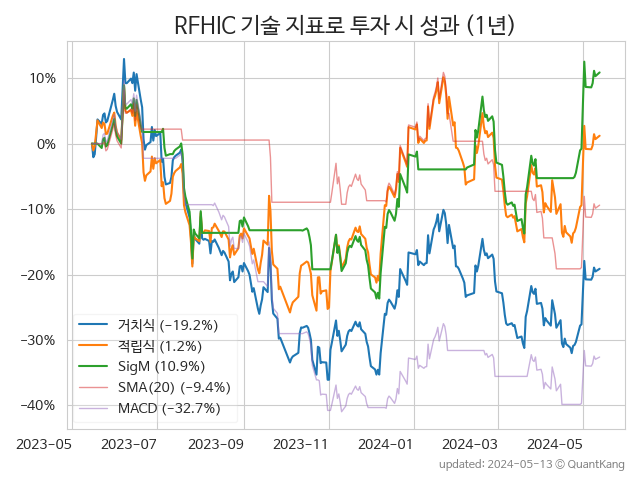 RFHIC 기술 지표로 투자 시 성과 (1년)
10%
0%
−10%
−20%
−30%
−40%
거치식 (−19.2%)
적립식 (1.2%)
SigM (10.9%)
SMA(20) (−9.4%)
MACD (−32.7%)
2023-05 2023-07 2023-09 2023-11 2024-01 2024-03 2024-05
updated: 2024-05-13 © QuantKang